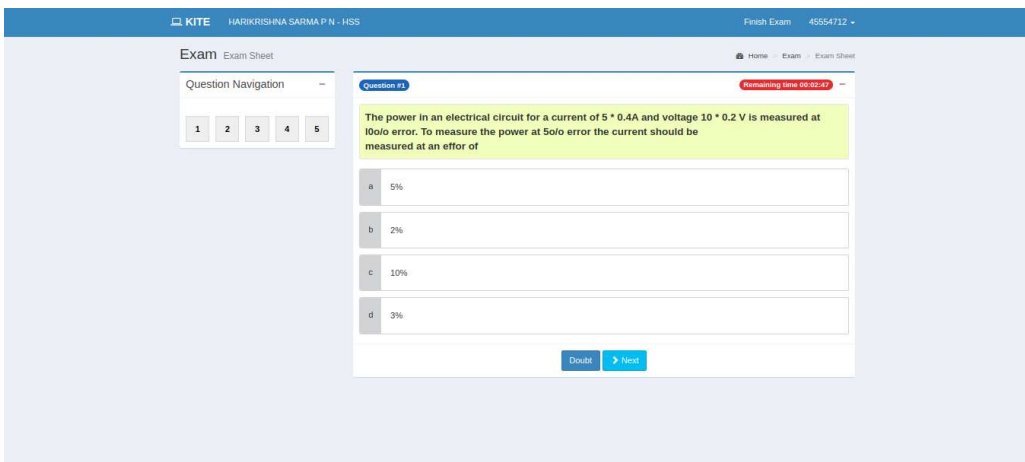 KITE HARIKRISHNA SARMA P N - HSS Finish Exam 45554712
Exam Exam Sheet
Home > Exam > Exam Sheet
Question Navigation −
1 2 3 4 5
Question #1 Remaining time 00:02:47 −
The power in an electrical circuit for a current of 5 * 0.4A and voltage 10 * 0.2 V is measured at
l0o/o error. To measure the power at 5o/o error the current should be
measured at an effor of
a 5%
b 2%
c 10%
d 3%
Doubt Next